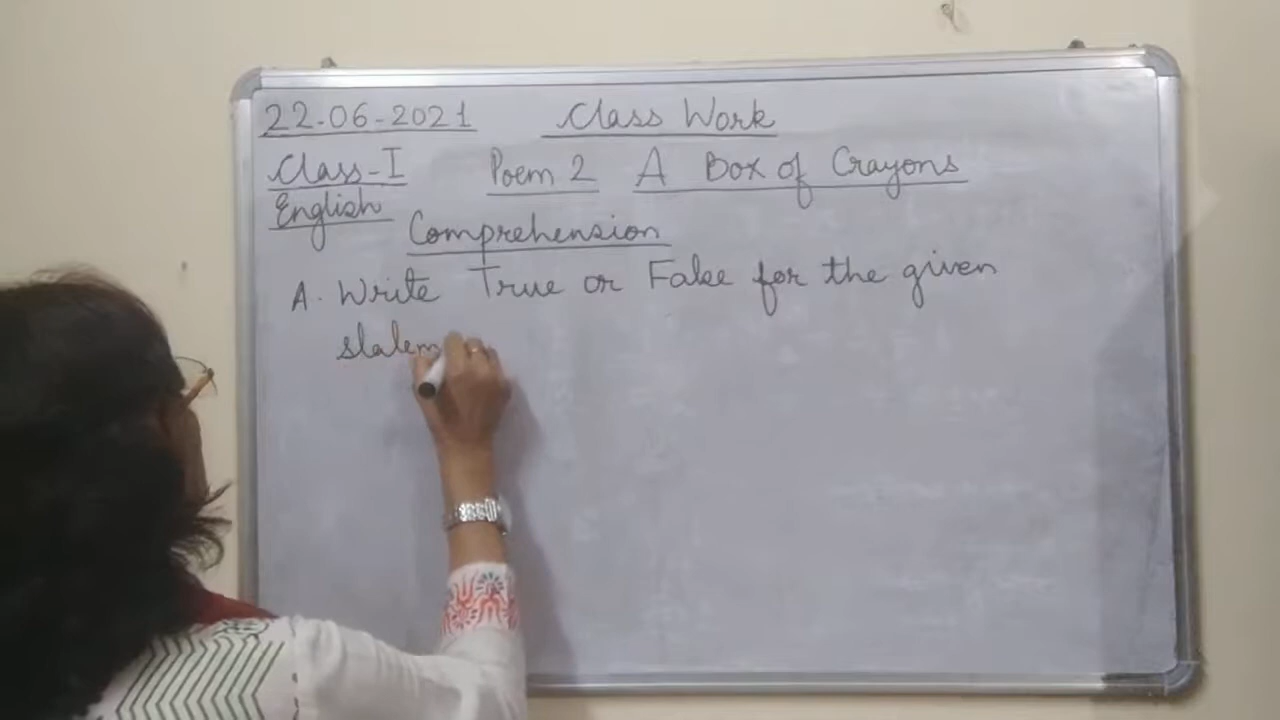 22.06-2021 Class Work
Class-I Poem 2 A Box of Crayons
English
Comprehension
A. Write True or False for the given
statem